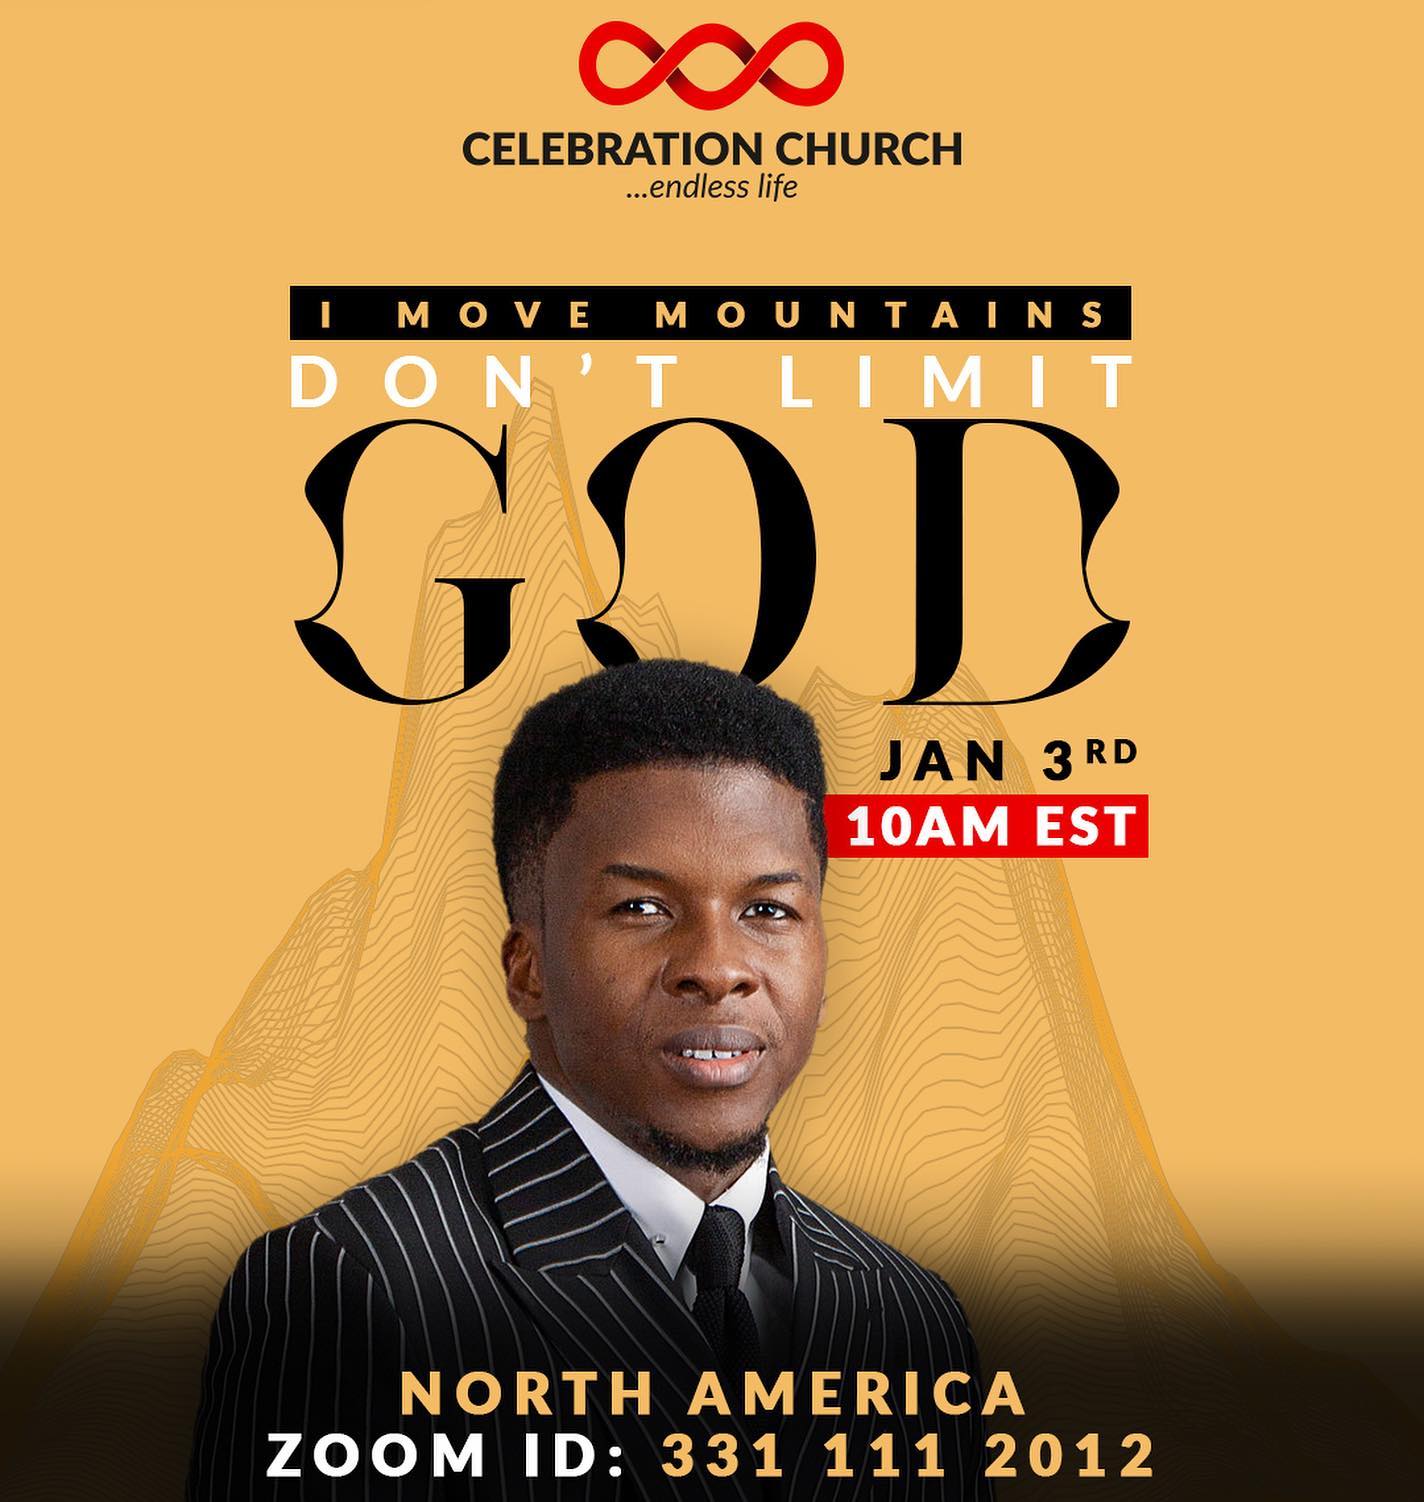 CELEBRATION CHURCH
...endless life
I MOVE MOUNTAINS
DON'T LIMIT
GOD
JAN 3RD
10AM EST
NORTH AMERICA
ZOOM ID: 331 111 2012